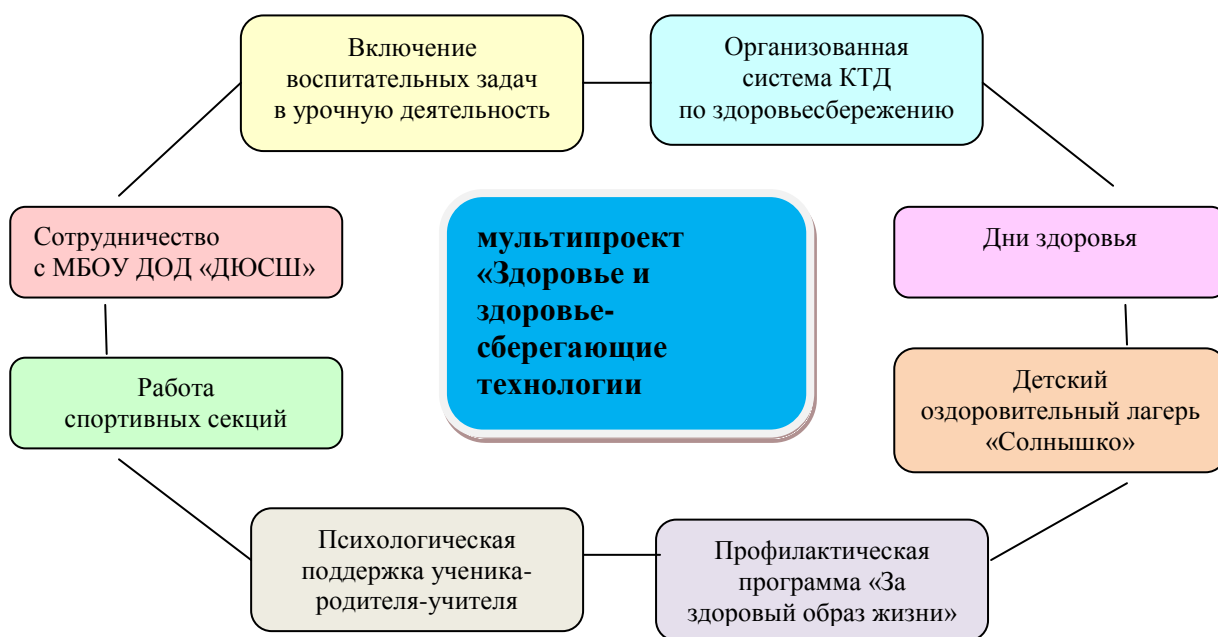 Включение
воспитательных задач
в урочную деятельность
Организованная
система КТД
по здоровьесбережению
Сотрудничество
с МБОУ ДОД «ДЮСШ»
мультипроект
«Здоровье и
здоровье-
сберегающие
технологии
Дни здоровья
Работа
спортивных секций
Детский
оздоровительный лагерь
«Солнышко»
Психологическая
поддержка ученика-
родителя-учителя
Профилактическая
программа «За
здоровый образ жизни»